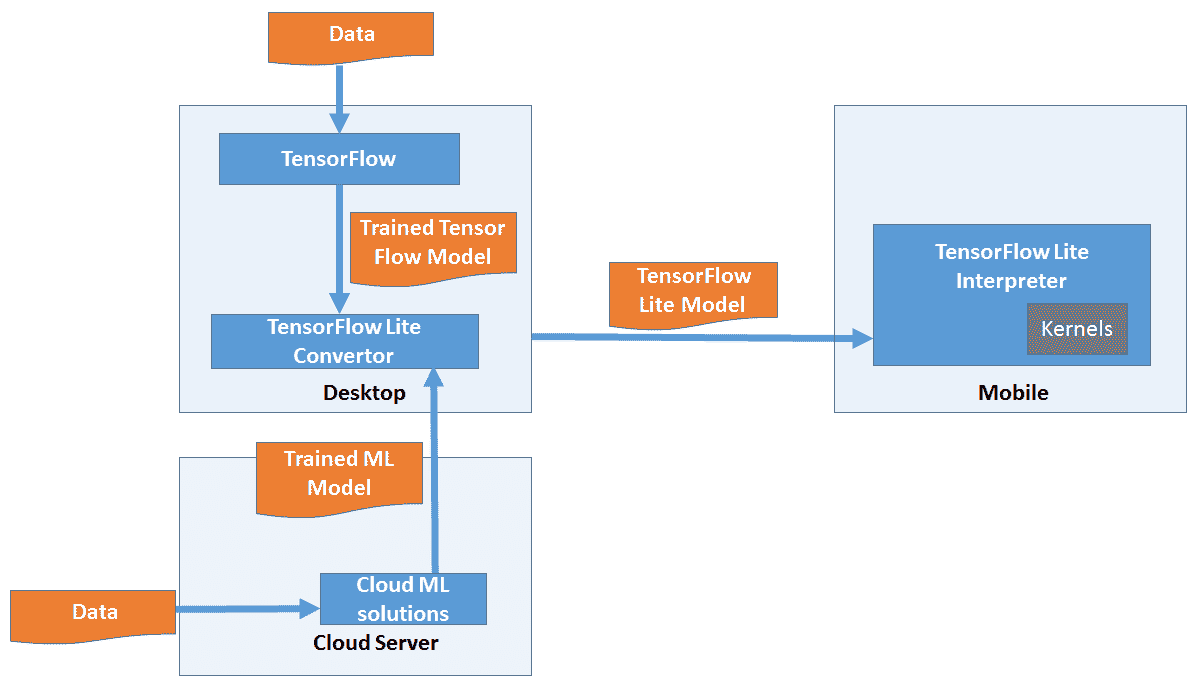 Data
TensorFlow
Trained Tensor
Flow Model
TensorFlow Lite
Convertor
Desktop
TensorFlow
Lite Model
TensorFlow Lite
Interpreter
Kernels
Mobile
Trained ML
Model
Cloud ML
solutions
Cloud Server
Data